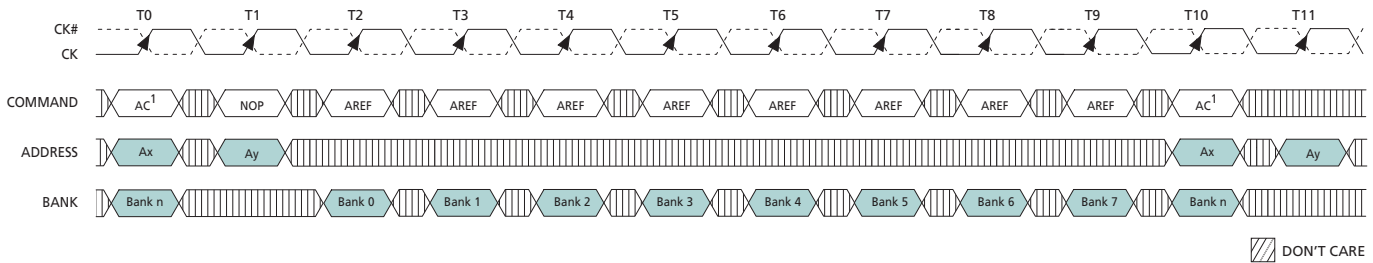 T0 T1 T2 T3 T4 T5 T6 T7 T8 T9 T10 T11
CK#
CK
COMMAND AC1 NOP AREF AREF AREF AREF AREF AREF AREF AREF AC1
ADDRESS Ax Ay Ax Ay
BANK Bank n Bank 0 Bank 1 Bank 2 Bank 3 Bank 4 Bank 5 Bank 6 Bank 7 Bank n
DON'T CARE